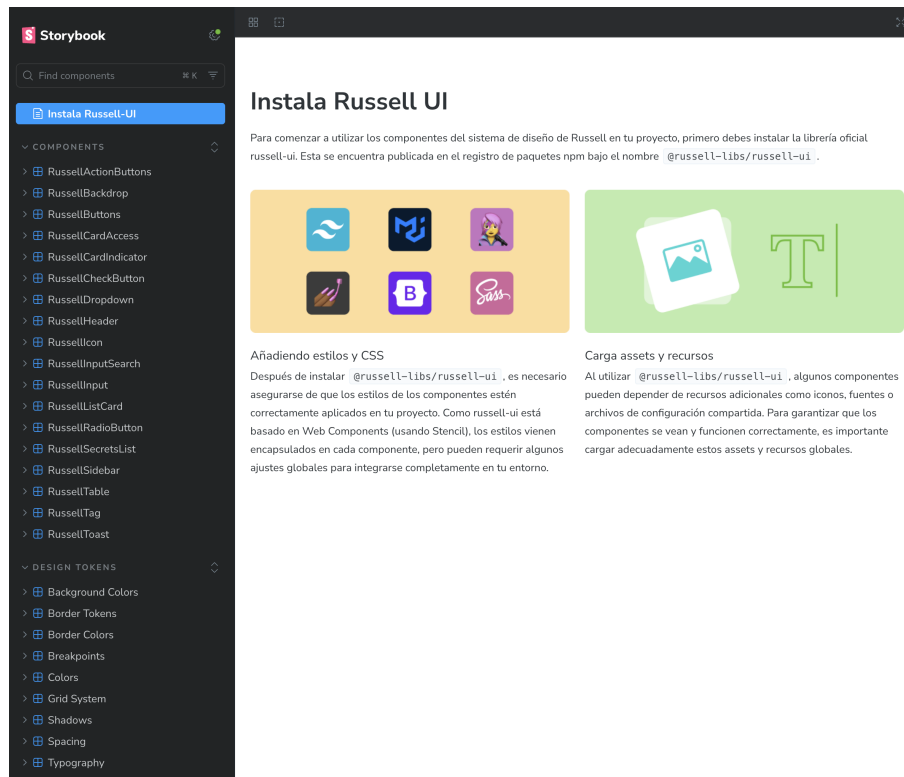 Storybook
Find components
⌘ K
Instala Russell-UI
COMPONENTS
RussellActionButtons
RussellBackdrop
RussellButtons
RussellCardAccess
RussellCardIndicator
RussellCheckButton
RussellDropdown
RussellHeader
RussellIcon
RussellInputSearch
RussellInput
RussellListCard
RussellRadioButton
RussellSecretsList
RussellSidebar
RussellTable
RussellTag
RussellToast
DESIGN TOKENS
Background Colors
Border Tokens
Border Colors
Breakpoints
Colors
Grid System
Shadows
Spacing
Typography
Instala Russell UI
Para comenzar a utilizar los componentes del sistema de diseño de Russell en tu proyecto, primero debes instalar la librería oficial
russell-ui. Esta se encuentra publicada en el registro de paquetes npm bajo el nombre @russell-libs/russell-ui .
B
Sass
T
Añadiendo estilos y CSS
Después de instalar @russell-libs/russell-ui , es necesario
asegurarse de que los estilos de los componentes estén
correctamente aplicados en tu proyecto. Como russell-ui está
basado en Web Components (usando Stencil), los estilos vienen
encapsulados en cada componente, pero pueden requerir algunos
ajustes globales para integrarse completamente en tu entorno.
Carga assets y recursos
Al utilizar @russell-libs/russell-ui , algunos componentes
pueden depender de recursos adicionales como iconos, fuentes o
archivos de configuración compartida. Para garantizar que los
componentes se vean y funcionen correctamente, es importante
cargar adecuadamente estos assets y recursos globales.